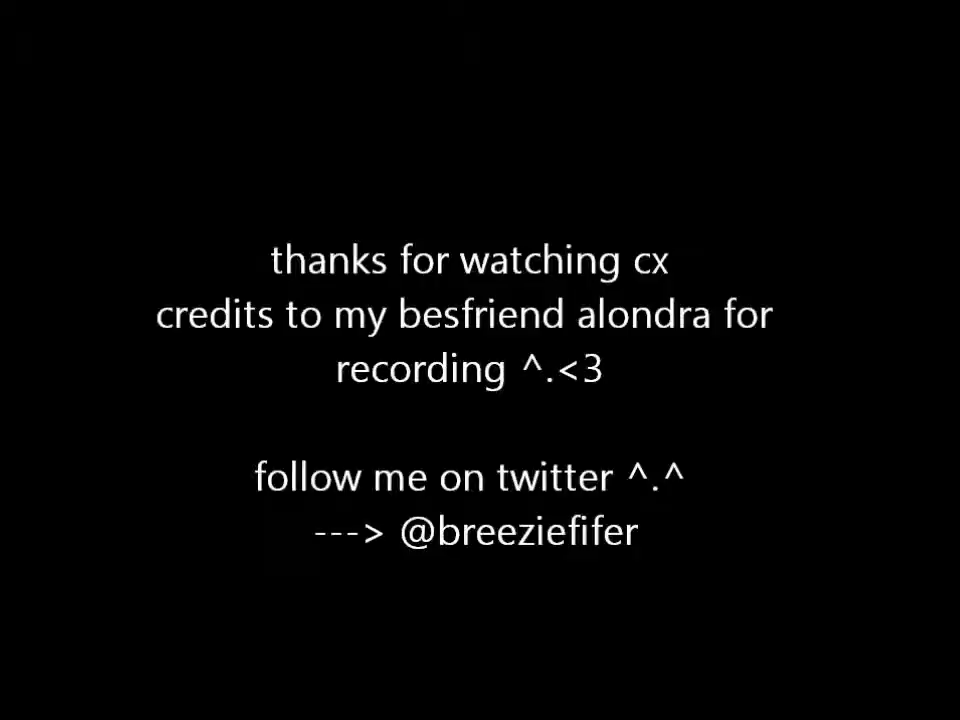 thanks for watching cx
credits to my besfriend alondra for
recording ^.<3
follow me on twitter ^.^
---> @breeziefifer